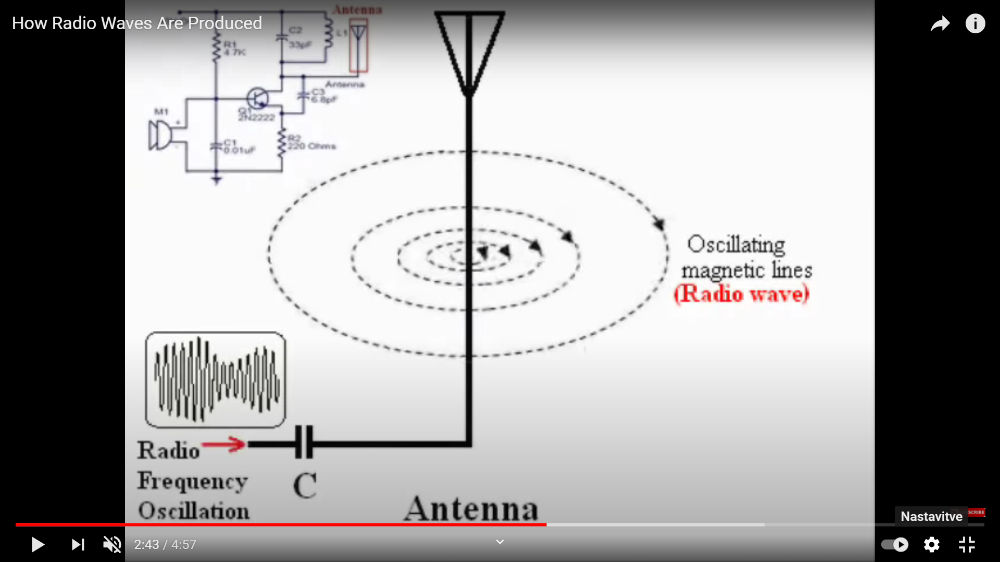 How Radio Waves Are Produced
Antenna
C2
33pF
L1
R1
4.7K
Antenna
C3
6.8pF
M1
+
Q1
2N2222
R2
220 Ohms
C1
0.01uF
Oscillating
magnetic lines
(Radio wave)
Radio
Frequency
Oscillation
C
Antenna
Nastavitve
2:43 / 4:57